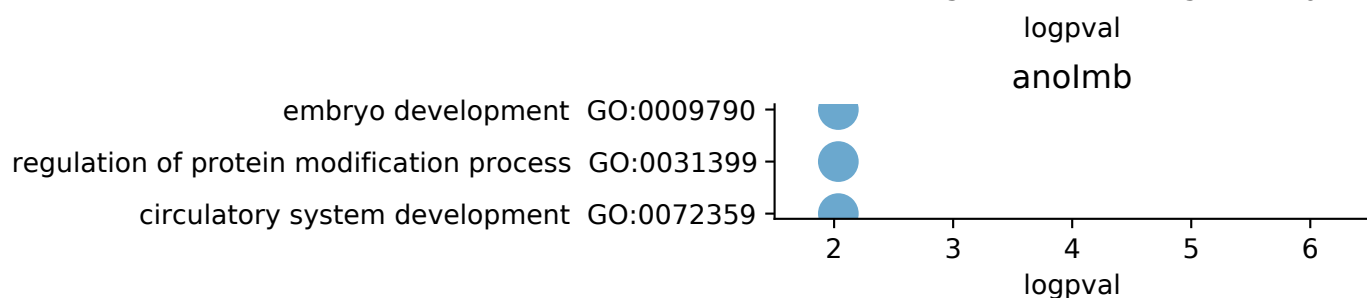 logpval
anoImb
embryo development GO:0009790
regulation of protein modification process GO:0031399
circulatory system development GO:0072359
2 3 4 5 6
logpval